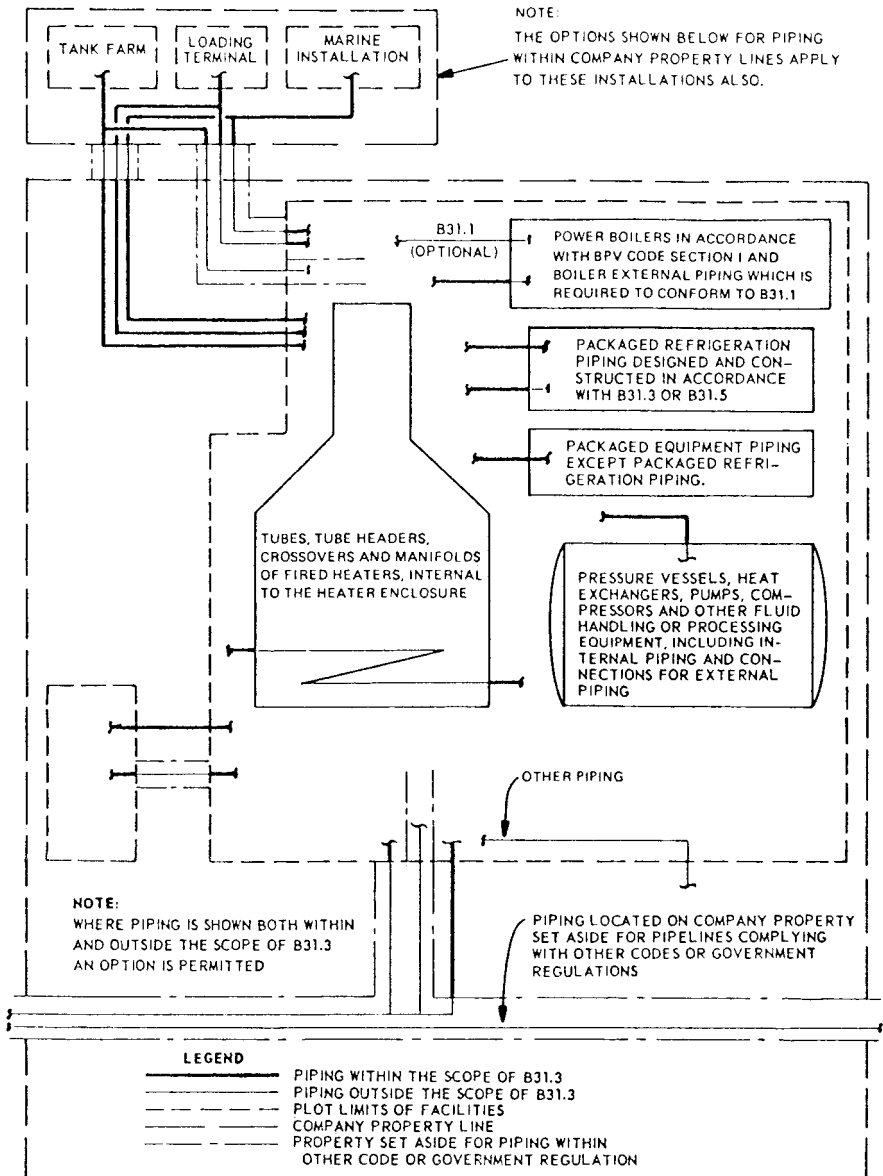 NOTE:
THE OPTIONS SHOWN BELOW FOR PIPING
WITHIN COMPANY PROPERTY LINES APPLY
TO THESE INSTALLATIONS ALSO.
TANK FARM
LOADING
TERMINAL
MARINE
INSTALLATION
B31.1
(OPTIONAL)
POWER BOILERS IN ACCORDANCE
WITH BPV CODE SECTION I AND
BOILER EXTERNAL PIPING WHICH IS
REQUIRED TO CONFORM TO B31.1
PACKAGED REFRIGERATION
PIPING DESIGNED AND CON-
STRUCTED IN ACCORDANCE
WITH B31.3 OR B31.5
PACKAGED EQUIPMENT PIPING
EXCEPT PACKAGED REFRI-
GERATION PIPING.
TUBES, TUBE HEADERS,
CROSSOVERS AND MANIFOLDS
OF FIRED HEATERS, INTERNAL
TO THE HEATER ENCLOSURE
PRESSURE VESSELS, HEAT
EXCHANGERS, PUMPS, COM-
PRESSORS AND OTHER FLUID
HANDLING OR PROCESSING
EQUIPMENT, INCLUDING IN-
TERNAL PIPING AND CON-
NECTIONS FOR EXTERNAL
PIPING
OTHER PIPING
NOTE:
WHERE PIPING IS SHOWN BOTH WITHIN
AND OUTSIDE THE SCOPE OF B31.3
AN OPTION IS PERMITTED
PIPING LOCATED ON COMPANY PROPERTY
SET ASIDE FOR PIPELINES COMPLYING
WITH OTHER CODES OR GOVERNMENT
REGULATIONS
LEGEND
PIPING WITHIN THE SCOPE OF B31.3
PIPING OUTSIDE THE SCOPE OF B31.3
PLOT LIMITS OF FACILITIES
COMPANY PROPERTY LINE
PROPERTY SET ASIDE FOR PIPING WITHIN
OTHER CODE OR GOVERNMENT REGULATION